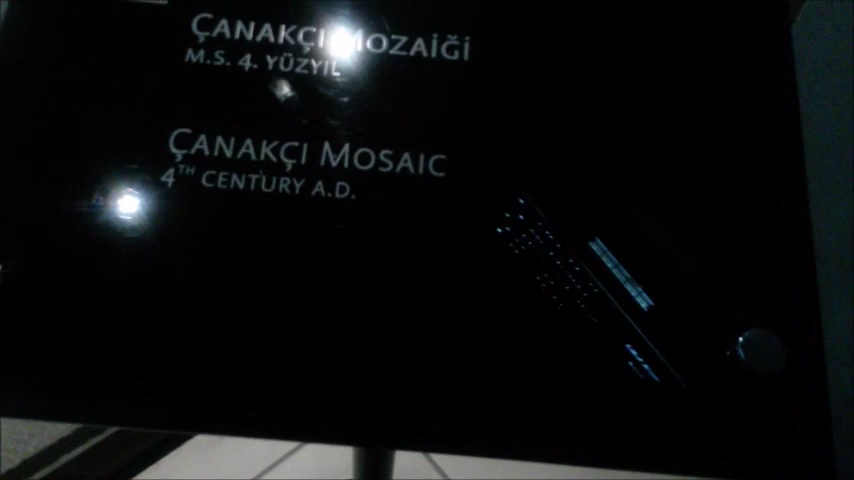 ÇANAKÇI MOZAİĞİ
M.S. 4. YÜZYIL
ÇANAKÇI MOSAIC
4TH CENTURY A.D.